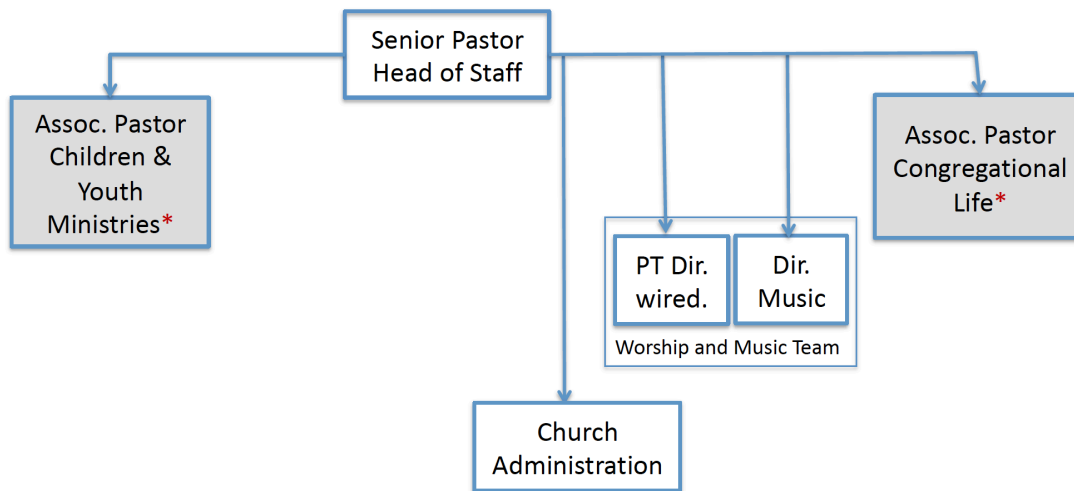 Senior Pastor
Head of Staff
Assoc. Pastor
Children &
Youth
Ministries*
Assoc. Pastor
Congregational
Life*
PT Dir.
wired.
Dir.
Music
Worship and Music Team
Church
Administration